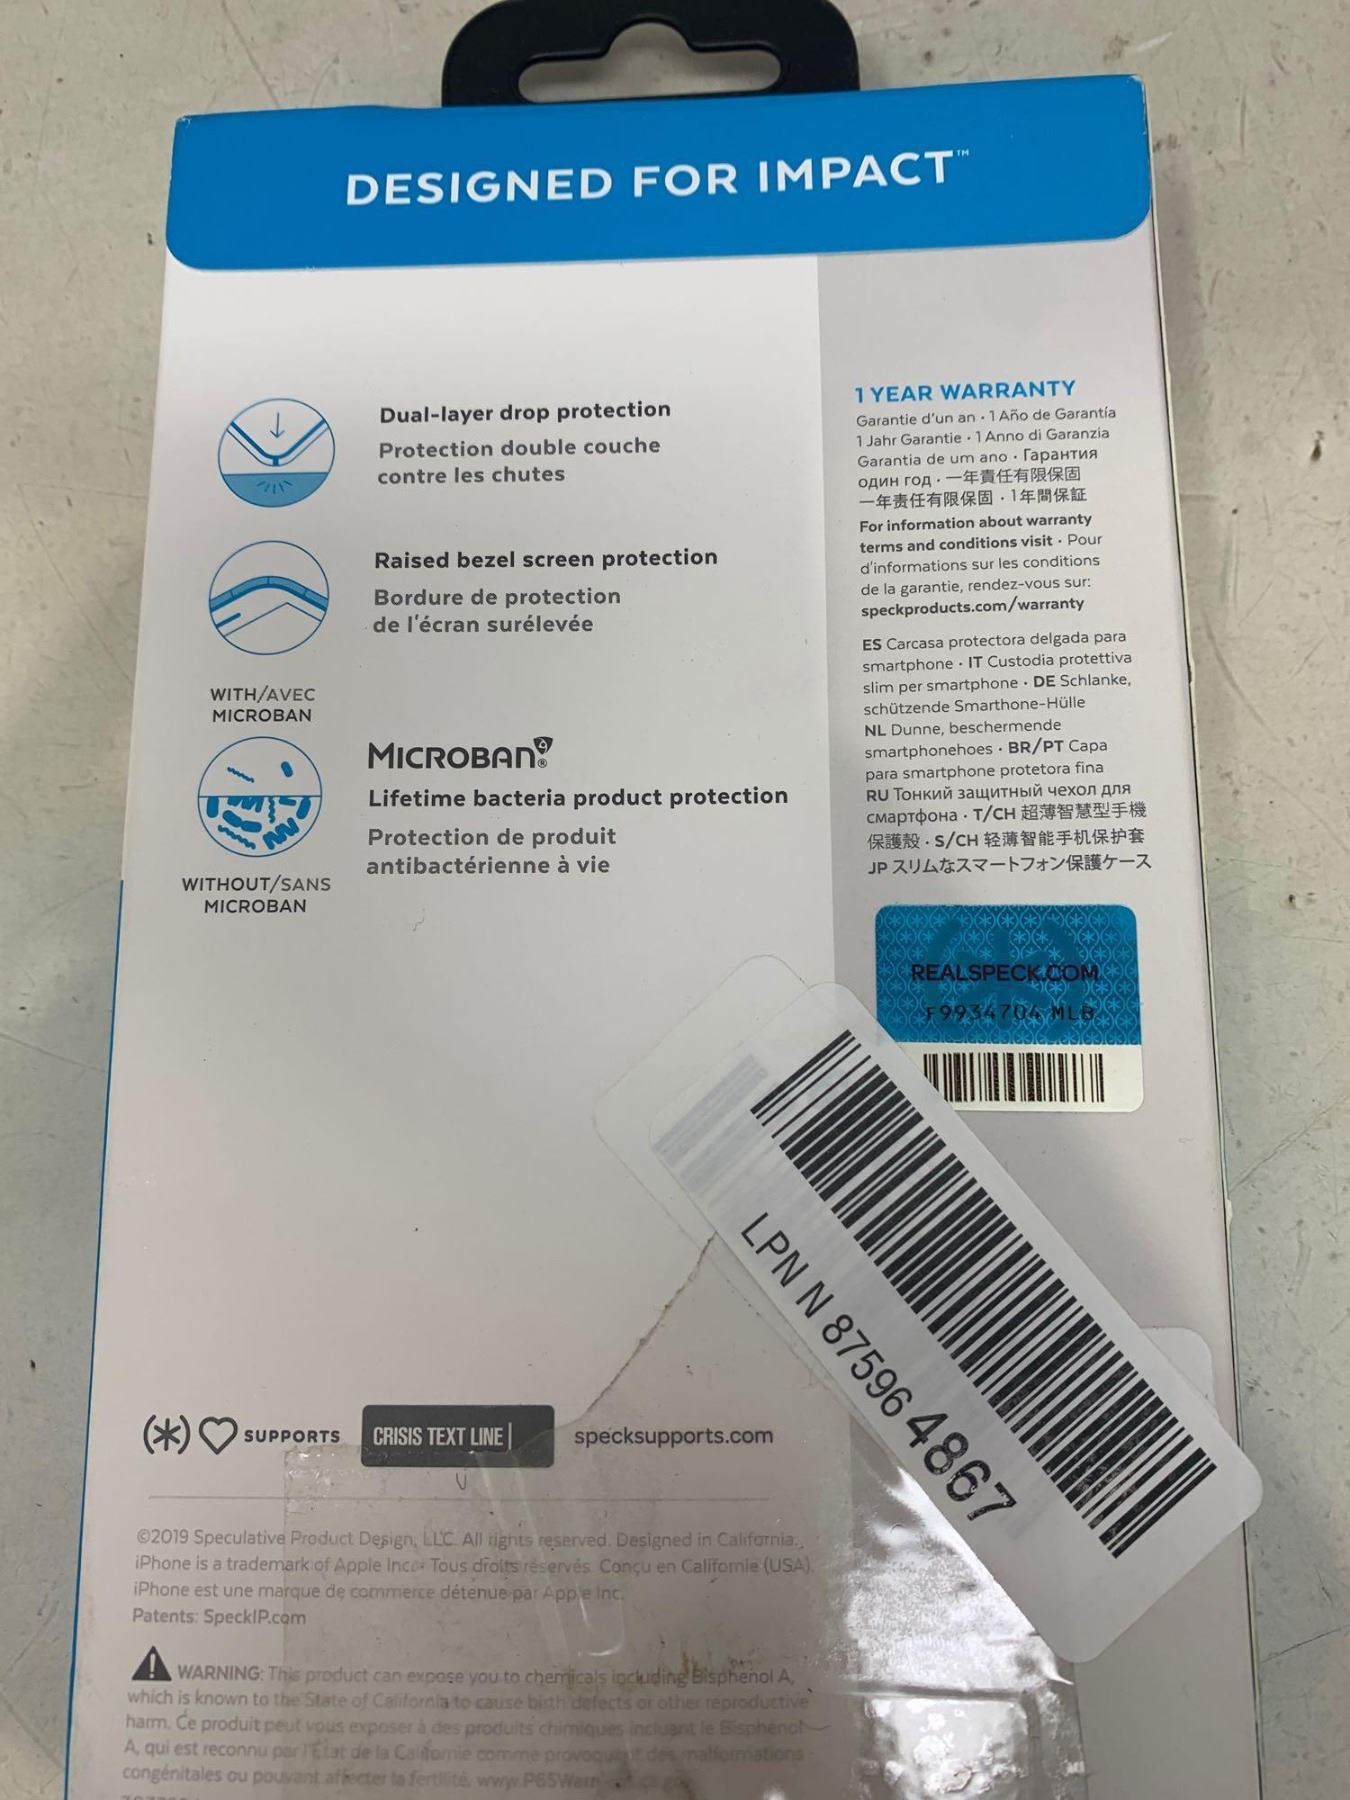 DESIGNED FOR IMPACT™
Dual-layer drop protection
Protection double couche
contre les chutes
Raised bezel screen protection
Bordure de protection
de l'écran surélevée
WITH/AVEC
MICROBAN
MICROBAN®
Lifetime bacteria product protection
Protection de produit
antibactérienne à vie
WITHOUT/SANS
MICROBAN
1 YEAR WARRANTY
Garantie d'un an • 1 Año de Garantía
1 Jahr Garantie • 1 Anno di Garanzia
Garantia de um ano • Гарантия
один год • 一年責任有限保固
一年责任有限保固 • 1年間保証
For information about warranty
terms and conditions visit • Pour
d'informations sur les conditions
de la garantie, rendez-vous sur:
speckproducts.com/warranty
ES Carcasa protectora delgada para
smartphone • IT Custodia protettiva
slim per smartphone • DE Schlanke,
schützende Smarthone-Hülle
NL Dunne, beschermende
smartphonehoes • BR/PT Capa
para smartphone protetora fina
RU Тонкий защитный чехол для
смартфона • T/CH 超薄智慧型手機
保護殼 • S/CH 轻薄智能手机保护套
JP スリムなスマートフォン保護ケース
REALSPECK.COM
F9934704 MLB
LPN N 87596 4867
SUPPORTS
CRISIS TEXT LINE|
specksupports.com
©2019 Speculative Product Design, LLC. All rights reserved. Designed in California.
iPhone is a trademark of Apple Inc. • Tous droits réservés. Conçu en Californie (USA).
iPhone est une marque de commerce détenue par Apple Inc.
Patents: SpeckIP.com
WARNING: This product can expose you to chemicals including Bisphenol A,
which is known to the State of California to cause birth defects or other reproductive
harm. Ce produit peut vous exposer à des produits chimiques incluant le Bisphénol
A, qui est reconnu par l'État de la Californie comme provoquant des malformations
congénitales ou pouvant affecter la fertilité. www.P65Warn